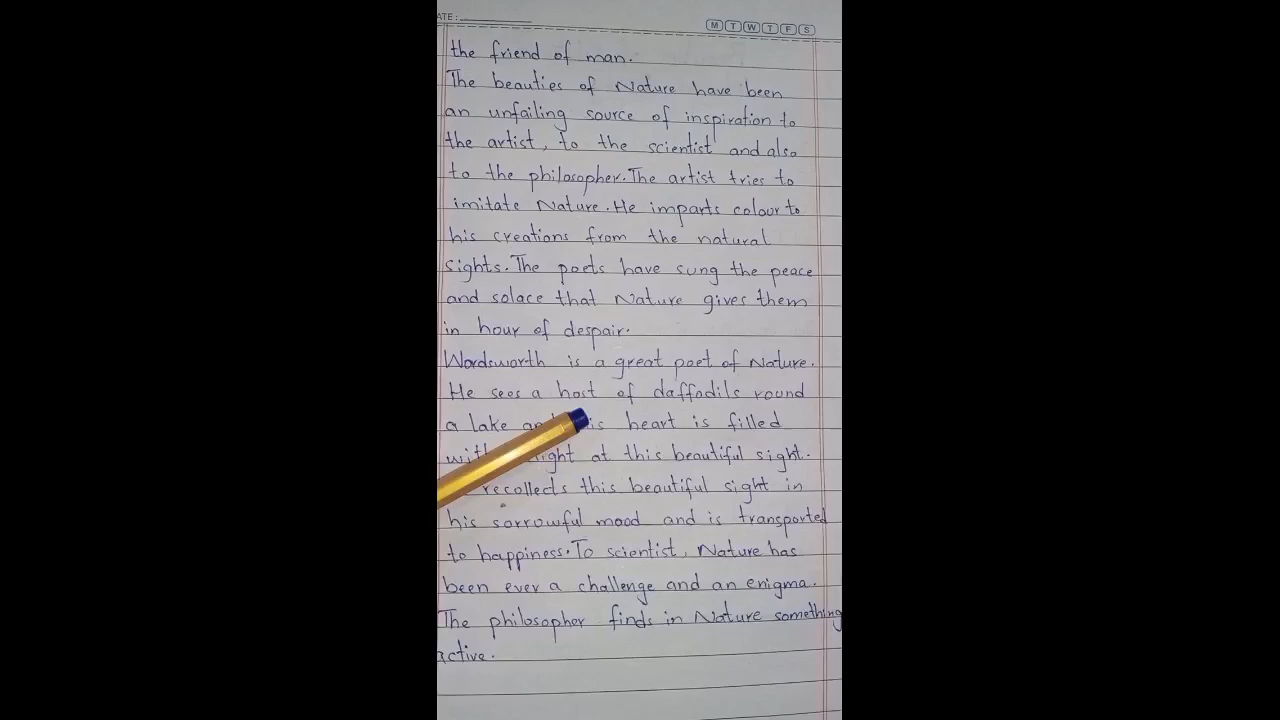 ATE:
M T W T F S
the friend of man.
The beauties of Nature have been
an unfailing source of inspiration to
the artist, to the scientist and also
to the philosopher. The artist tries to
imitate Nature. He imparts colour to
his creations from the natural
sights. The poets have sung the peace
and solace that Nature gives them
in hour of despair.
Wordsworth is a great poet of Nature.
He sees a host of daffodils round
a lake heart is filled
at this beautiful sight.
recollects this beautiful sight in
his sorrowful mood and is transported
to happiness. To scientist, Nature has
been ever a challenge and an enigma.
The philosopher finds in Nature something
active.